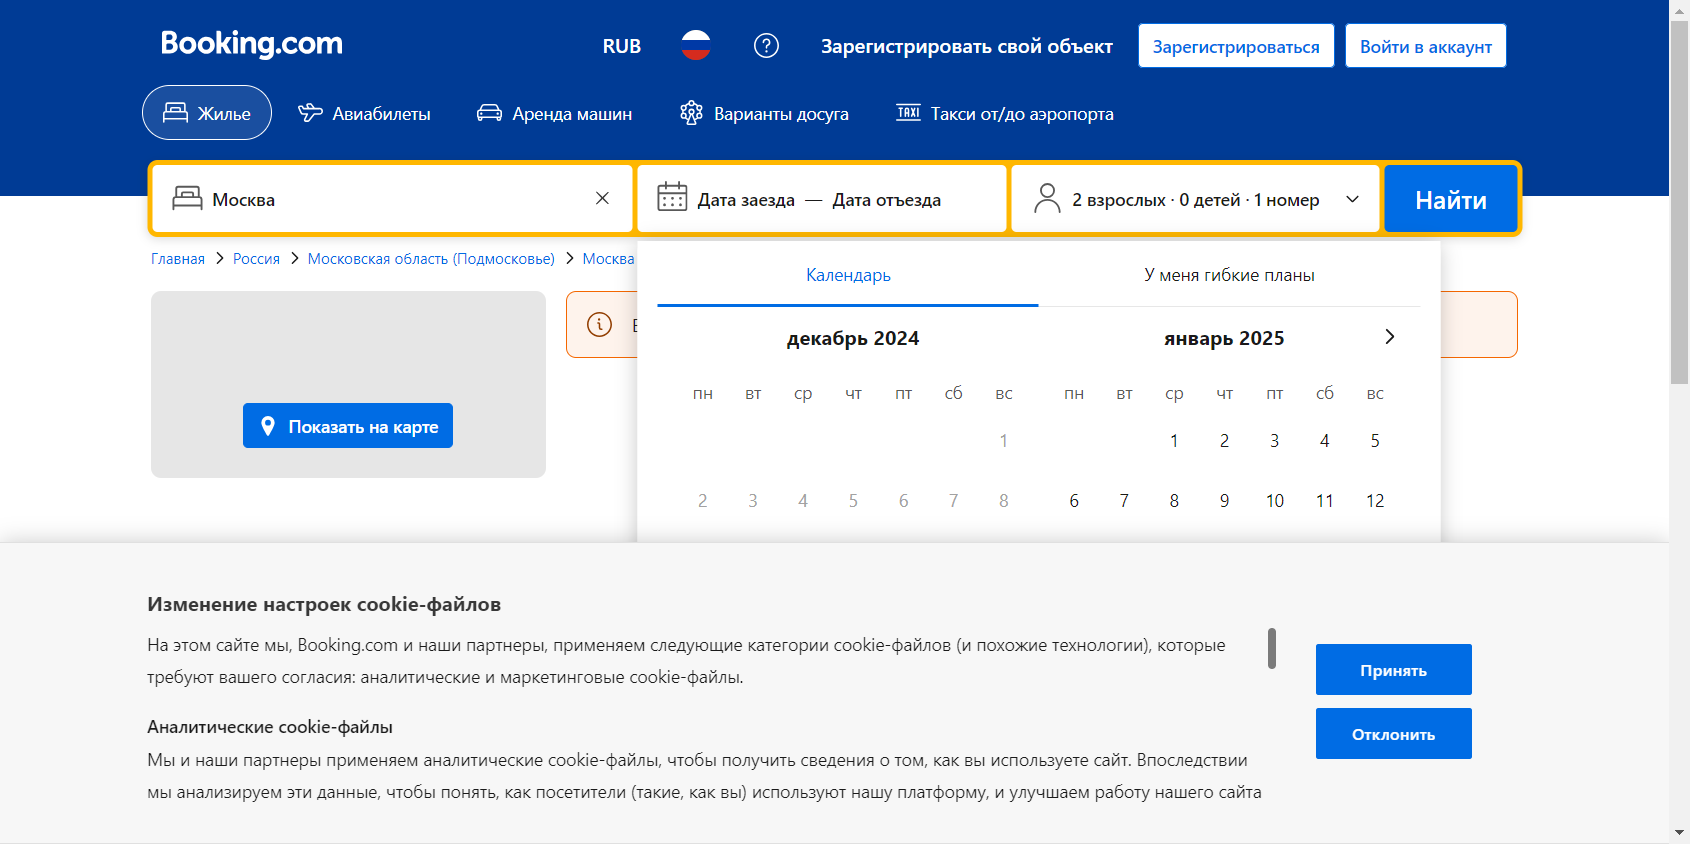 Booking.com
RUB
Зарегистрировать свой объект
Зарегистрироваться
Войти в аккаунт
Жилье
Авиабилеты
Аренда машин
Варианты досуга
TAXI
Такси от/до аэропорта
Москва
Дата заезда — Дата отъезда
2 взрослых · 0 детей · 1 номер
Найти
Главная
Россия
Московская область (Подмосковье)
Москва
Показать на карте
Календарь
У меня гибкие планы
декабрь 2024
пн вт ср чт пт сб вс
1
2 3 4 5 6 7 8
январь 2025
пн вт ср чт пт сб вс
1 2 3 4 5
6 7 8 9 10 11 12
Изменение настроек cookie-файлов
На этом сайте мы, Booking.com и наши партнеры, применяем следующие категории cookie-файлов (и похожие технологии), которые
требуют вашего согласия: аналитические и маркетинговые cookie-файлы.
Аналитические cookie-файлы
Мы и наши партнеры применяем аналитические cookie-файлы, чтобы получить сведения о том, как вы используете сайт. Впоследствии
мы анализируем эти данные, чтобы понять, как посетители (такие, как вы) используют нашу платформу, и улучшаем работу нашего сайта
Принять
Отклонить